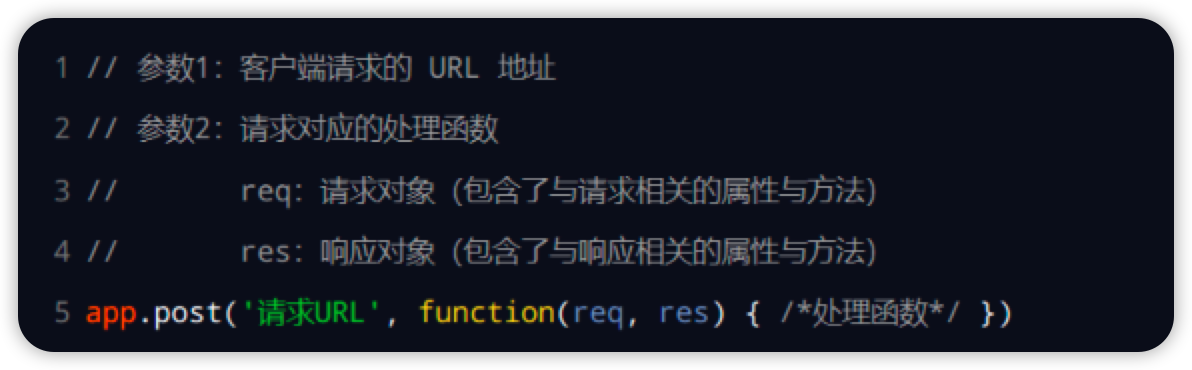 1 // 参数1: 客户端请求的 URL 地址
2 // 参数2: 请求对应的处理函数
3 //       req: 请求对象 (包含了与请求相关的属性与方法)
4 //       res: 响应对象 (包含了与响应相关的属性与方法)
5 app.post('请求URL', function(req, res) { /*处理函数*/ })